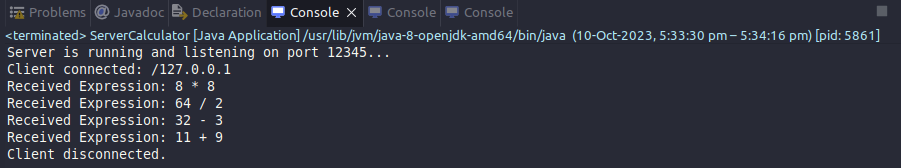 Problems Javadoc Declaration Console Console Console
<terminated> ServerCalculator [Java Application] /usr/lib/jvm/java-8-openjdk-amd64/bin/java (10-Oct-2023, 5:33:30 pm – 5:34:16 pm) [pid: 5861]
Server is running and listening on port 12345...
Client connected: /127.0.0.1
Received Expression: 8 * 8
Received Expression: 64 / 2
Received Expression: 32 - 3
Received Expression: 11 + 9
Client disconnected.